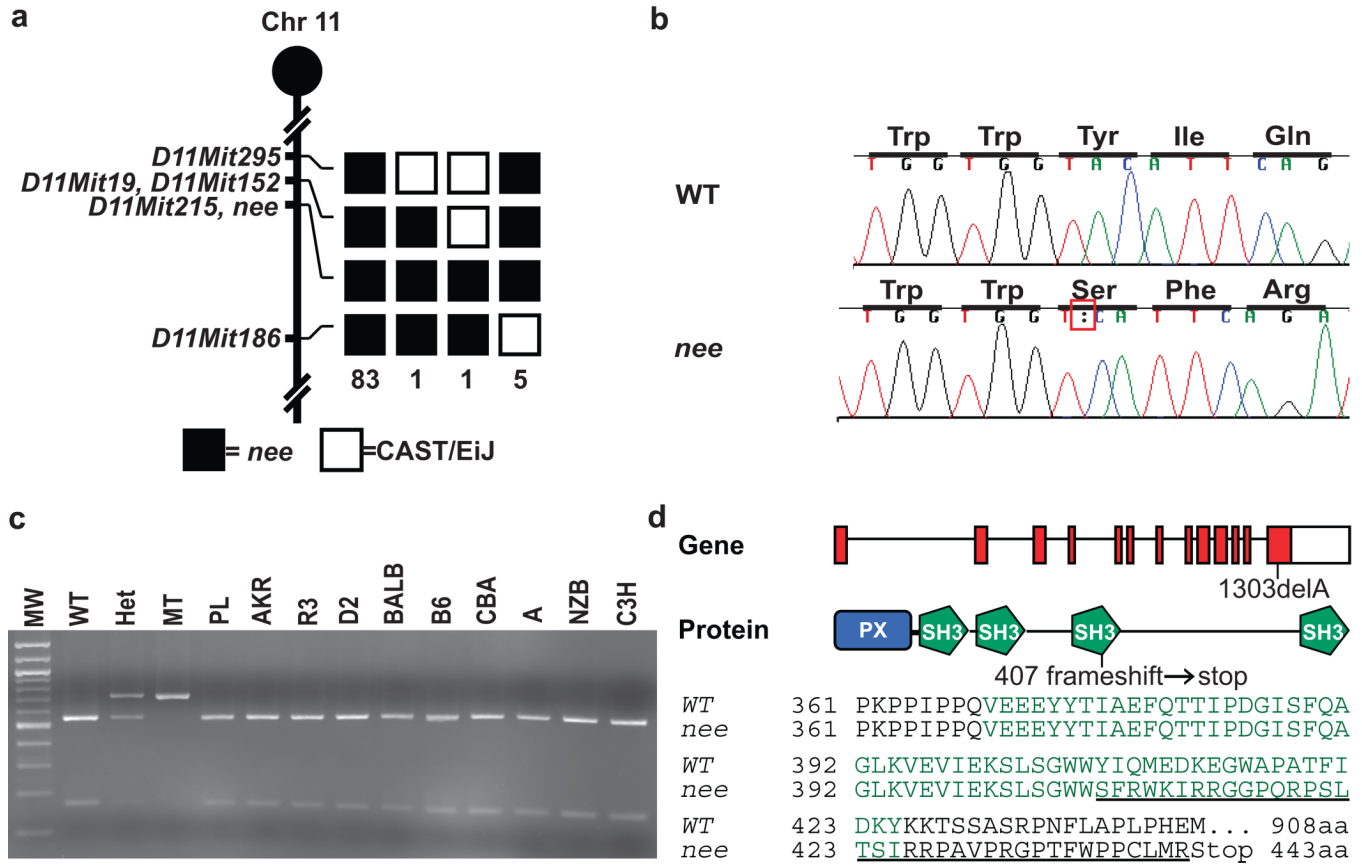 a
Chr 11
D11Mit295
D11Mit19, D11Mit152
D11Mit215, nee
D11Mit186
83 1 1 5
= nee =CAST/EiJ
b
WT
Trp Trp Tyr Ile Gln
T G G T G G T A C A T T C A G
nee
Trp Trp Ser Phe Arg
T G G T G G T : C A T T C A G A
c
MW WT Het MT PL AKR R3 D2 BALB B6 CBA A NZB C3H
d
Gene
1303delA
Protein
PX SH3 SH3 SH3 SH3
407 frameshift→stop
WT 361 PKPPIPPQVEEEYYTIAEFQTTIPDGISFQA
nee 361 PKPPIPPQVEEEYYTIAEFQTTIPDGISFQA
WT 392 GLKVEVIEKSLSGWWYIQMEDKEGWAPATFI
nee 392 GLKVEVIEKSLSGWWSFRWKIRRGGPQRPSL
WT 423 DKYKKTSSASRPNFLAPLPHEM... 908aa
nee 423 TSIRRPAVPRGPTFWPPCLMRStop 443aa